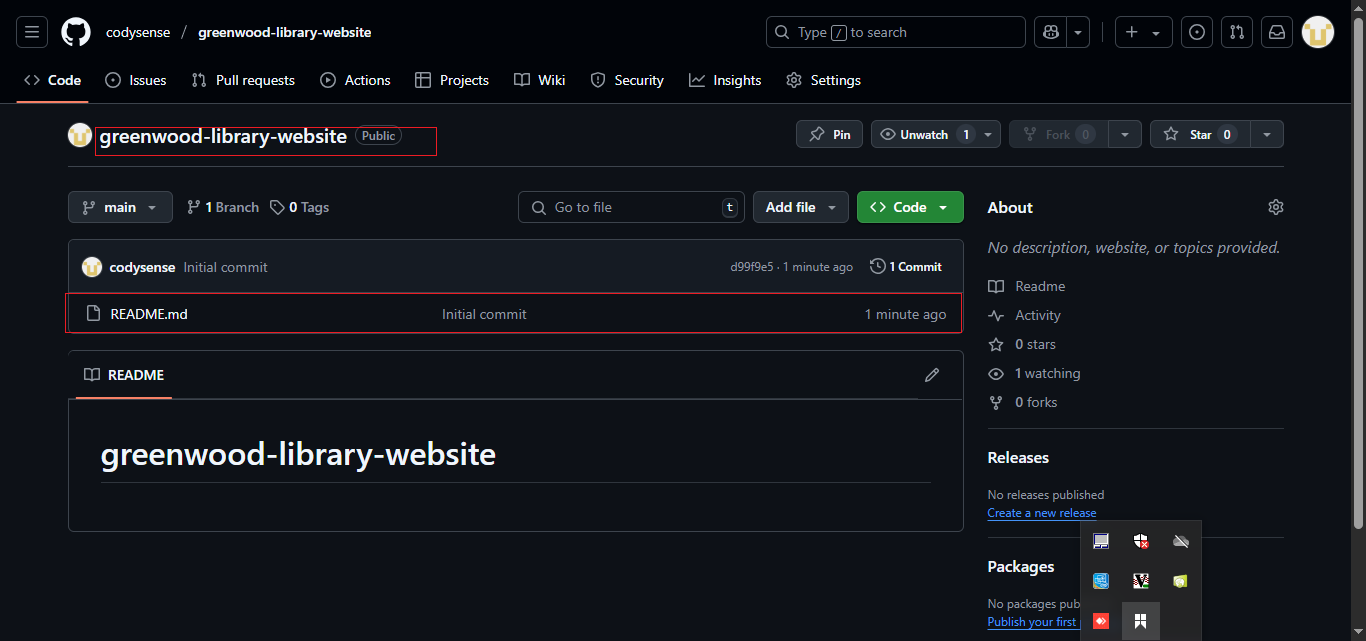 codysense / greenwood-library-website
Type / to search
Code Issues Pull requests Actions Projects Wiki Security Insights Settings
greenwood-library-website Public
Pin Unwatch 1 Fork 0 Star 0
main 1 Branch 0 Tags Go to file t Add file Code
codysense Initial commit d99f9e5 · 1 minute ago 1 Commit
README.md Initial commit 1 minute ago
README
greenwood-library-website
About
No description, website, or topics provided.
Readme
Activity
0 stars
1 watching
0 forks
Releases
No releases published
Create a new release
Packages
No packages pub
Publish your first